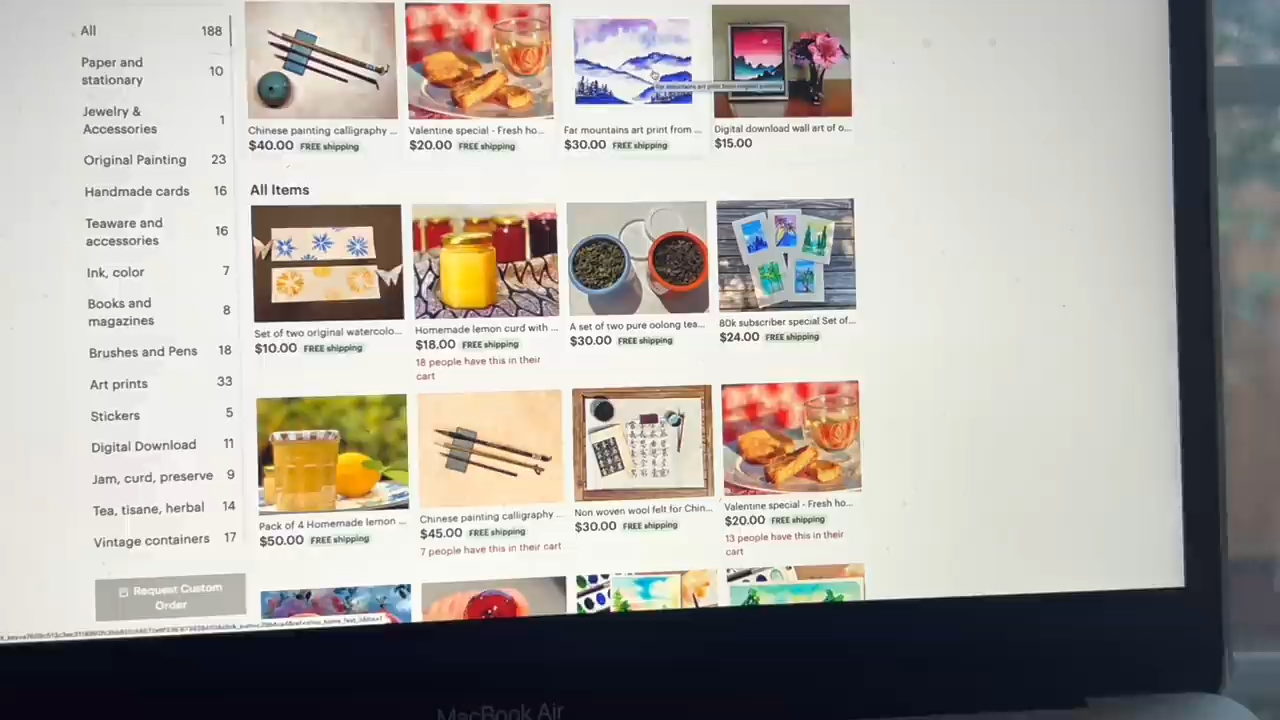 All 188
Paper and
stationary 10
Jewelry &
Accessories 1
Original Painting 23
Handmade cards 16
Teaware and
accessories 16
Ink, color 7
Books and
magazines 8
Brushes and Pens 18
Art prints 33
Stickers 5
Digital Download 11
Jam, curd, preserve 9
Tea, tisane, herbal 14
Vintage containers 17
Request Custom
Order
Chinese painting calligraphy ...
$40.00 FREE shipping
Valentine special - Fresh ho...
$20.00 FREE shipping
Far mountains art print from ...
$30.00 FREE shipping
Far mountains art print from original painting
Digital download wall art of o...
$15.00
All Items
Set of two original watercolo...
$10.00 FREE shipping
Homemade lemon curd with ...
$18.00 FREE shipping
18 people have this in their
cart
A set of two pure oolong tea...
$30.00 FREE shipping
80k subscriber special Set of...
$24.00 FREE shipping
Pack of 4 Homemade lemon ...
$50.00 FREE shipping
Chinese painting calligraphy ...
$45.00 FREE shipping
7 people have this in their cart
Non woven wool felt for Chin...
$30.00 FREE shipping
Valentine special - Fresh ho...
$20.00 FREE shipping
13 people have this in their
cart
MacBook Air